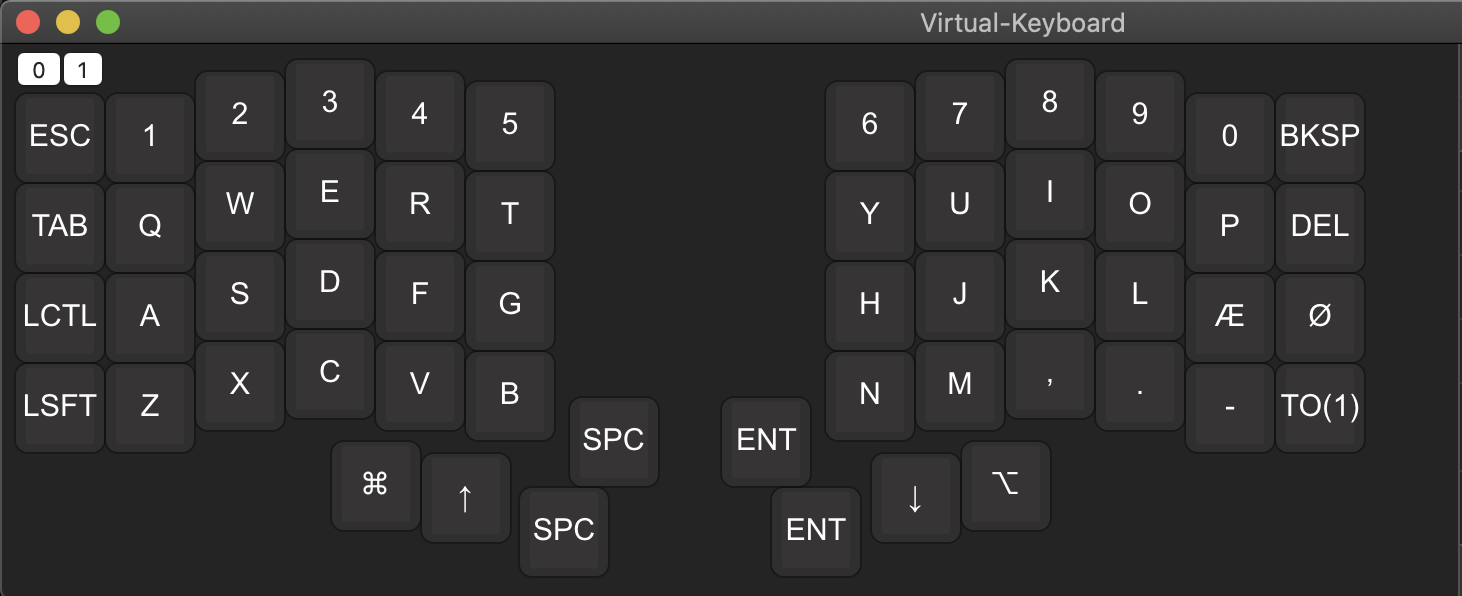 Virtual-Keyboard
0 1
ESC 1 2 3 4 5 6 7 8 9 0 BKSP
TAB Q W E R T Y U I O P DEL
LCTL A S D F G H J K L Æ Ø
LSFT Z X C V B N M , . - TO(1)
SPC ENT
⌘ ↑ ↓ ⌥
SPC ENT